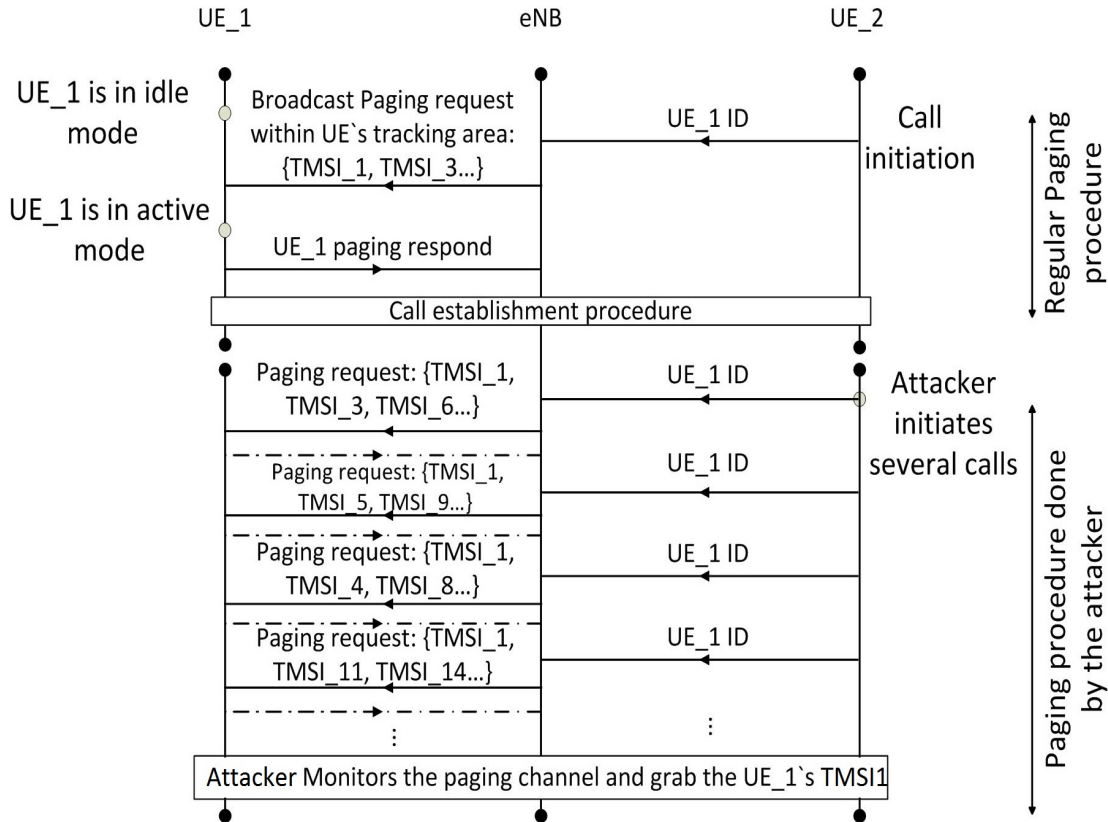 UE_1
eNB
UE_2
UE_1 is in idle
mode
Broadcast Paging request
within UE`s tracking area:
{TMSI_1, TMSI_3...}
UE_1 ID
Call
initiation
UE_1 is in active
mode
UE_1 paging respond
Regular Paging
procedure
Call establishment procedure
Paging request: {TMSI_1,
TMSI_3, TMSI_6...}
UE_1 ID
Attacker
initiates
several calls
Paging request: {TMSI_1,
TMSI_5, TMSI_9...}
UE_1 ID
Paging request: {TMSI_1,
TMSI_4, TMSI_8...}
UE_1 ID
Paging request: {TMSI_1,
TMSI_11, TMSI_14...}
UE_1 ID
⋮
⋮
Paging procedure done
by the attacker
Attacker Monitors the paging channel and grab the UE_1`s TMSI1